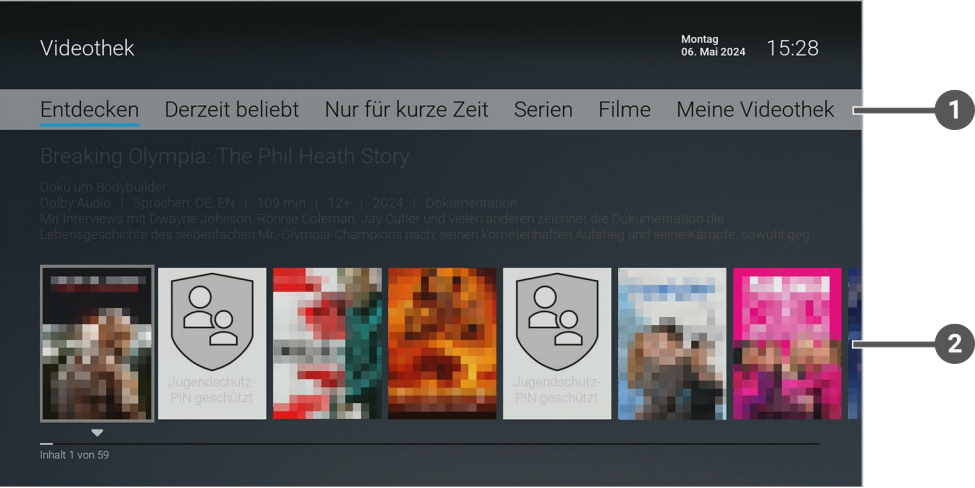 Videothek
Montag
06. Mai 2024
15:28
Entdecken Derzeit beliebt Nur für kurze Zeit Serien Filme Meine Videothek
1
Breaking Olympia: The Phil Heath Story
Doku um Bodybuilder
Dolby Audio | Sprachen: DE, EN | 109 min | 12+ | 2024 | Dokumentation
Mit Interviews mit Dwayne Johnson, Ronnie Coleman, Jay Cutler und vielen anderen zeichnet die Dokumentation die
Lebensgeschichte des siebenfachen Mr.-Olympia-Champions nach, seinen kometenhaften Aufstieg und seine Kämpfe, sowohl geg...
Jugendschutz-
PIN geschützt
Jugendschutz-
PIN geschützt
2
Inhalt 1 von 59